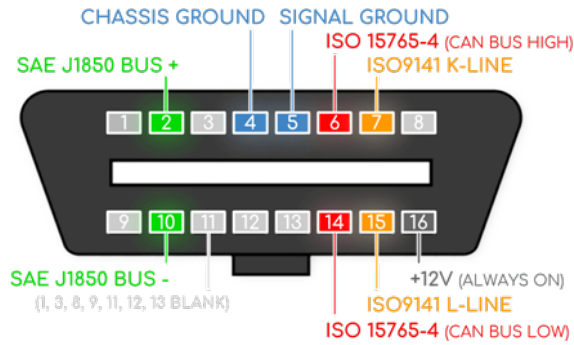 CHASSIS GROUND SIGNAL GROUND
ISO 15765-4 (CAN BUS HIGH)
SAE J1850 BUS + ISO9141 K-LINE
1 2 3 4 5 6 7 8
9 10 11 12 13 14 15 16
SAE J1850 BUS - +12V (ALWAYS ON)
(1, 3, 8, 9, 11, 12, 13 BLANK) ISO9141 L-LINE
ISO 15765-4 (CAN BUS LOW)